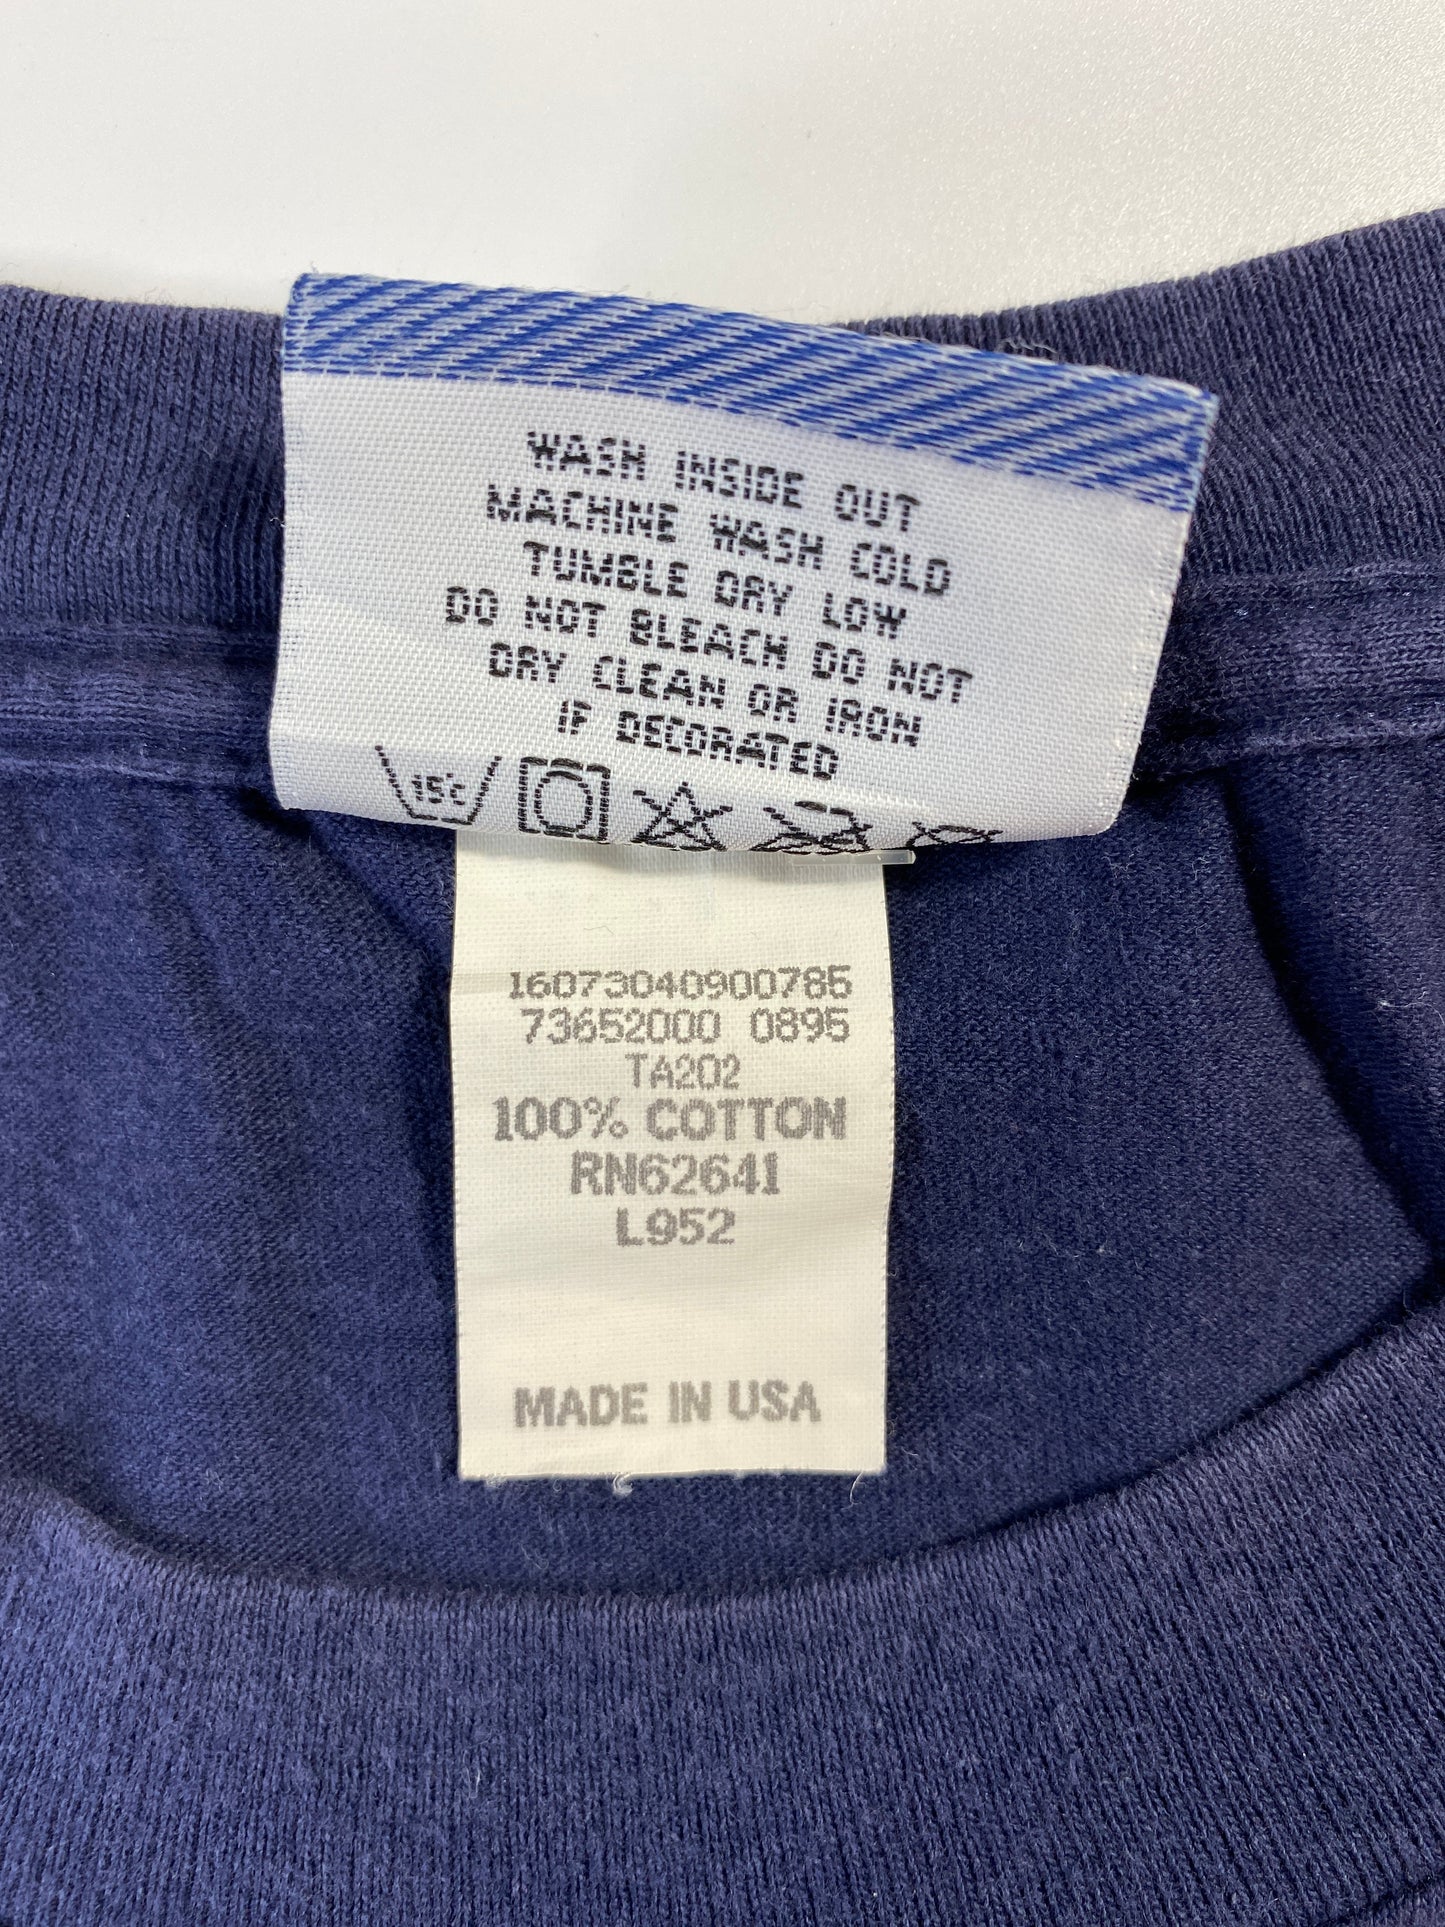 WASH INSIDE OUT
MACHINE WASH COLD
TUMBLE DRY LOW
DO NOT BLEACH DO NOT
DRY CLEAN OR IRON
IF DECORATED
15°c
16073040900785
73652000 0895
TA202
100% COTTON
RN62641
L952
MADE IN USA